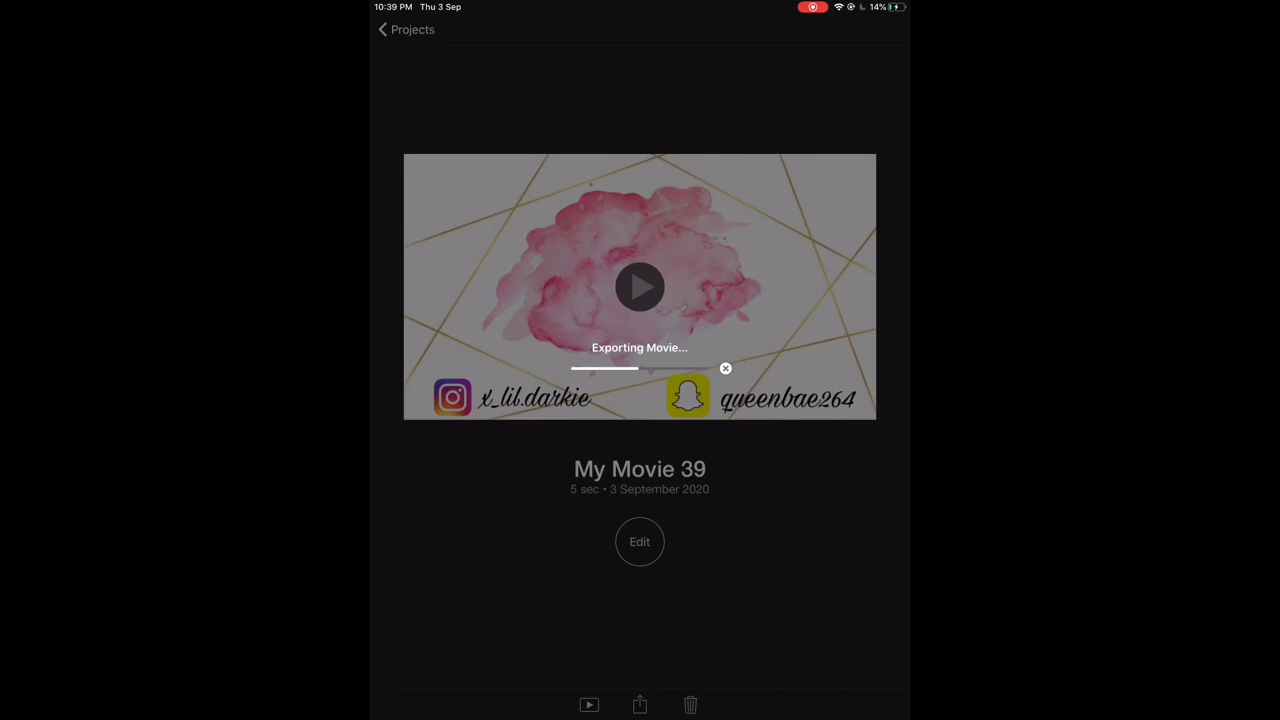 10:39 PM Thu 3 Sep 14%
Projects
Exporting Movie...
x_lil.darkie queenbae264
My Movie 39
5 sec • 3 September 2020
Edit